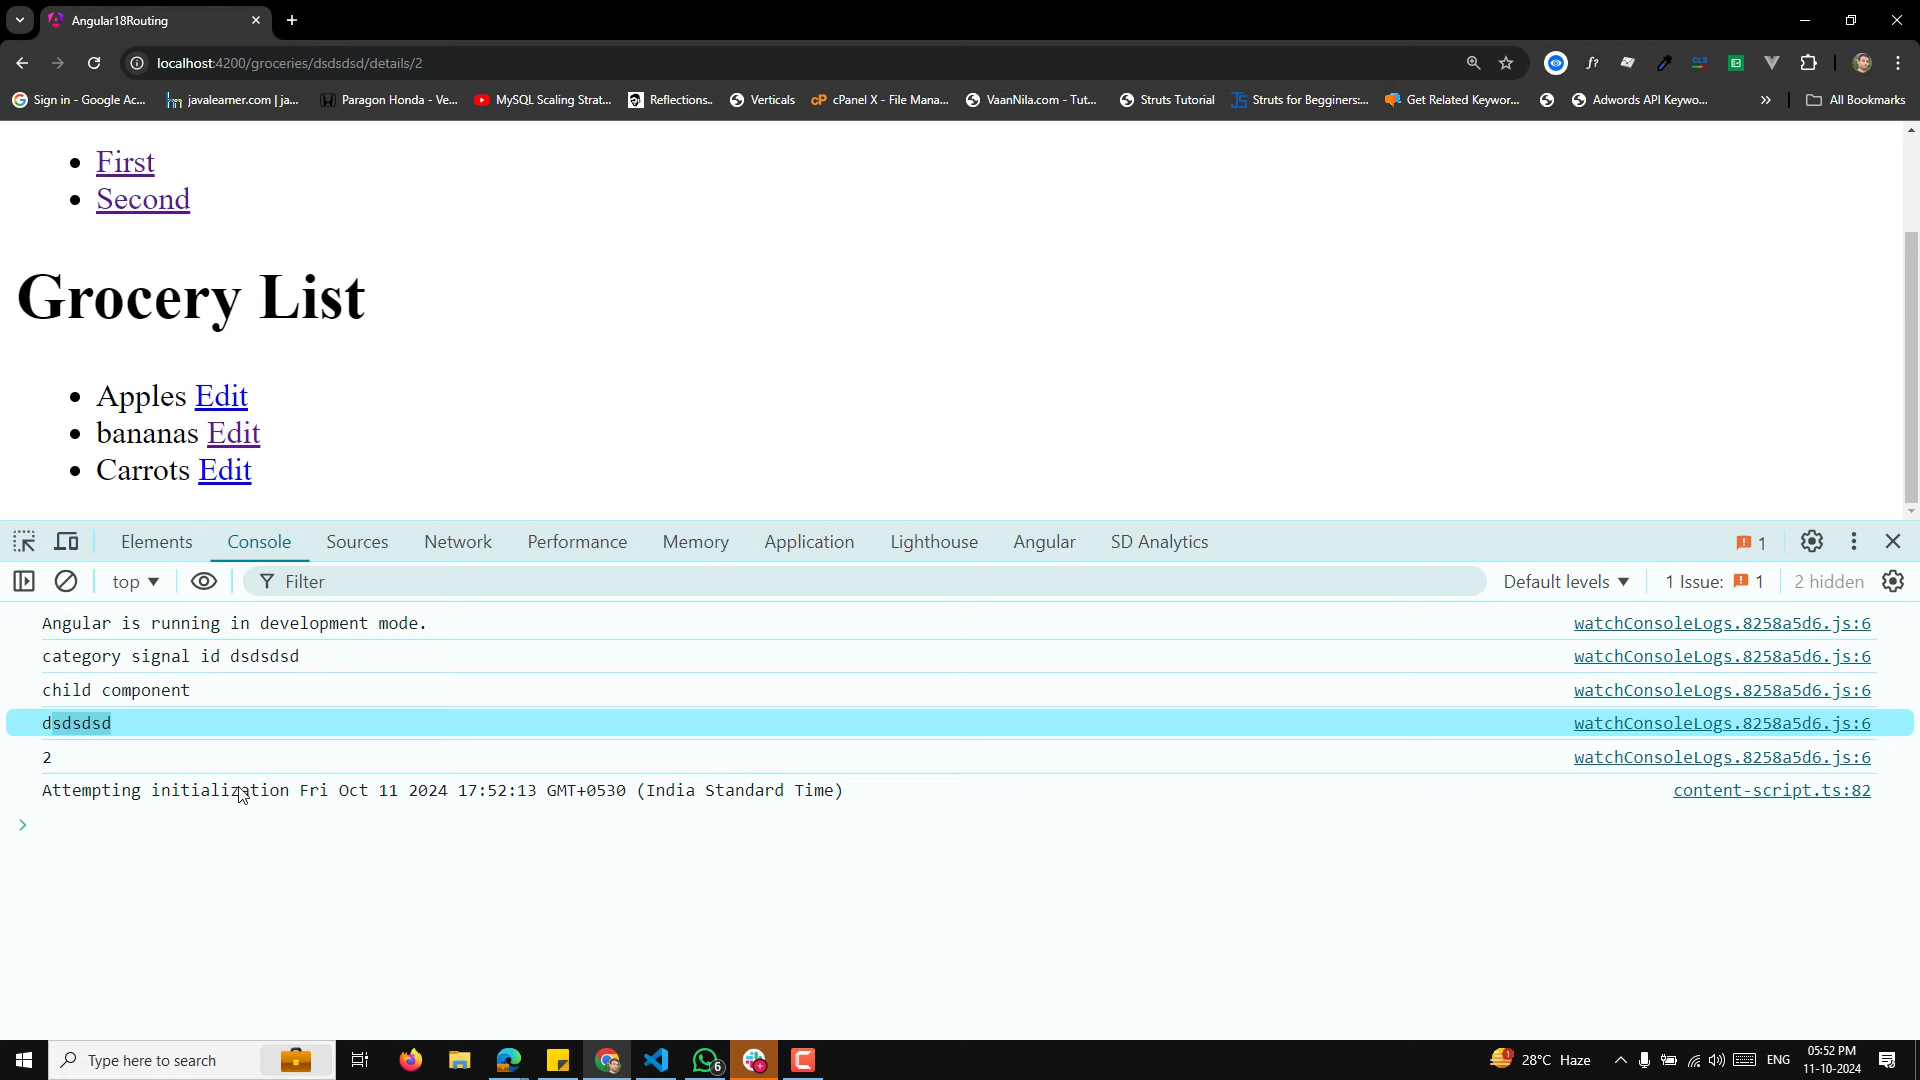 Angular18Routing
localhost:4200/groceries/dsdsdsd/details/2
Sign in - Google Ac...
javalearner.com | ja...
Paragon Honda - Ve...
MySQL Scaling Strat...
Reflections..
Verticals
cPanel X - File Mana...
VaanNila.com - Tut...
Struts Tutorial
Struts for Begginers:...
Get Related Keywor...
Adwords API Keywo...
All Bookmarks
First
Second
Grocery List
Apples Edit
bananas Edit
Carrots Edit
Elements Console Sources Network Performance Memory Application Lighthouse Angular SD Analytics 1
top Filter Default levels 1 Issue: 1 2 hidden
Angular is running in development mode. watchConsoleLogs.8258a5d6.js:6
category signal id dsdsdsd watchConsoleLogs.8258a5d6.js:6
child component watchConsoleLogs.8258a5d6.js:6
dsdsdsd watchConsoleLogs.8258a5d6.js:6
2 watchConsoleLogs.8258a5d6.js:6
Attempting initialization Fri Oct 11 2024 17:52:13 GMT+0530 (India Standard Time) content-script.ts:82
Type here to search
6
28°C Haze
ENG
05:52 PM
11-10-2024